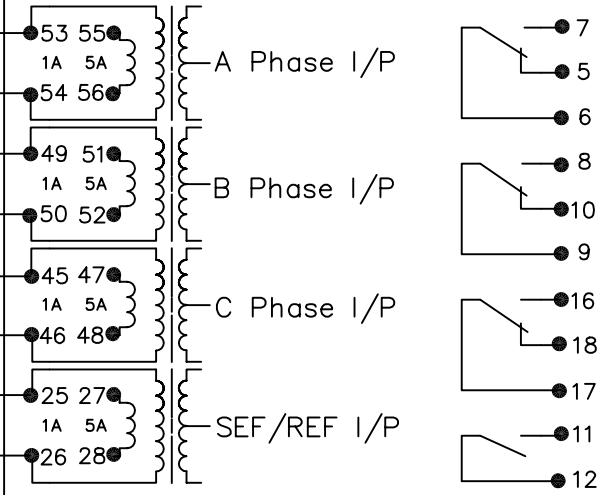 53 55 7
1A 5A A Phase I/P 5
54 56 6
49 51 8
1A 5A B Phase I/P
50 52 10
9
45 47 16
1A 5A C Phase I/P
46 48 18
17
25 27
1A 5A SEF/REF I/P 11
26 28 12